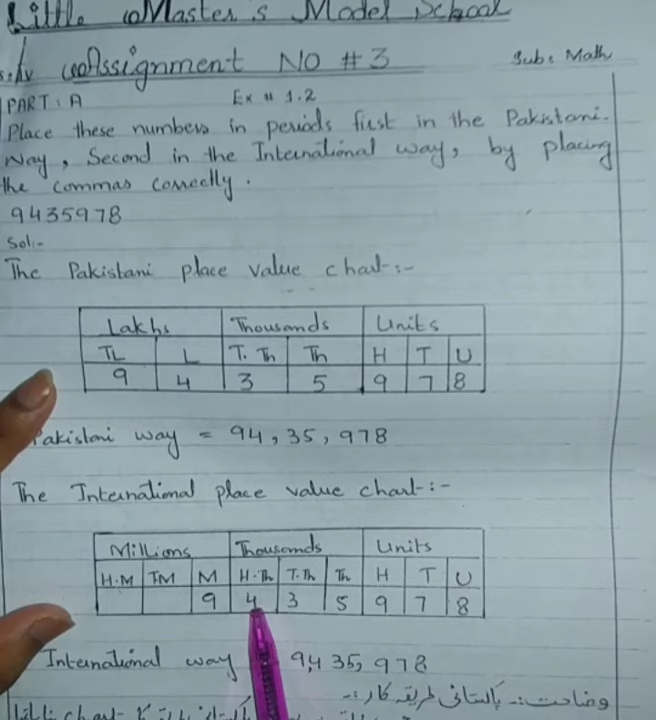 Little Master's Model School
Assignment NO # 3 Sub: Math
PART: A Ex # 1.2
Place these numbers in periods first in the Pakistani
Way, Second in the International way, by placing
the commas correctly.
9435978
Sol:-
The Pakistani place value chart:-
Lakhs Thousands Units
TL L T.Th Th H T U
9 4 3 5 9 7 8
Pakistani way = 94,35,978
The International place value chart:-
Millions Thousands Units
H.M TM M H.Th T.Th Th H T U
9 4 3 5 9 7 8
International way 9,435,978
وضاحت:۔ پاکستانی طریقہ کار:۔